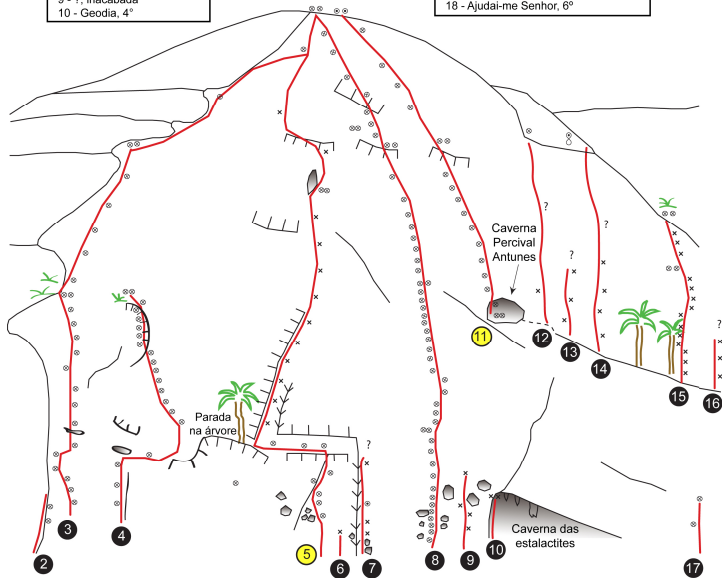 9 - ?, inacabada
10 - Geodia, 4°
18 - Ajudai-me Senhor, 6º
Caverna
Percival
Antunes
?
?
?
11
12
13
14
15
16
Parada
na árvore
?
Caverna das
estalactites
2
3
4
5
6
7
8
9
10
17